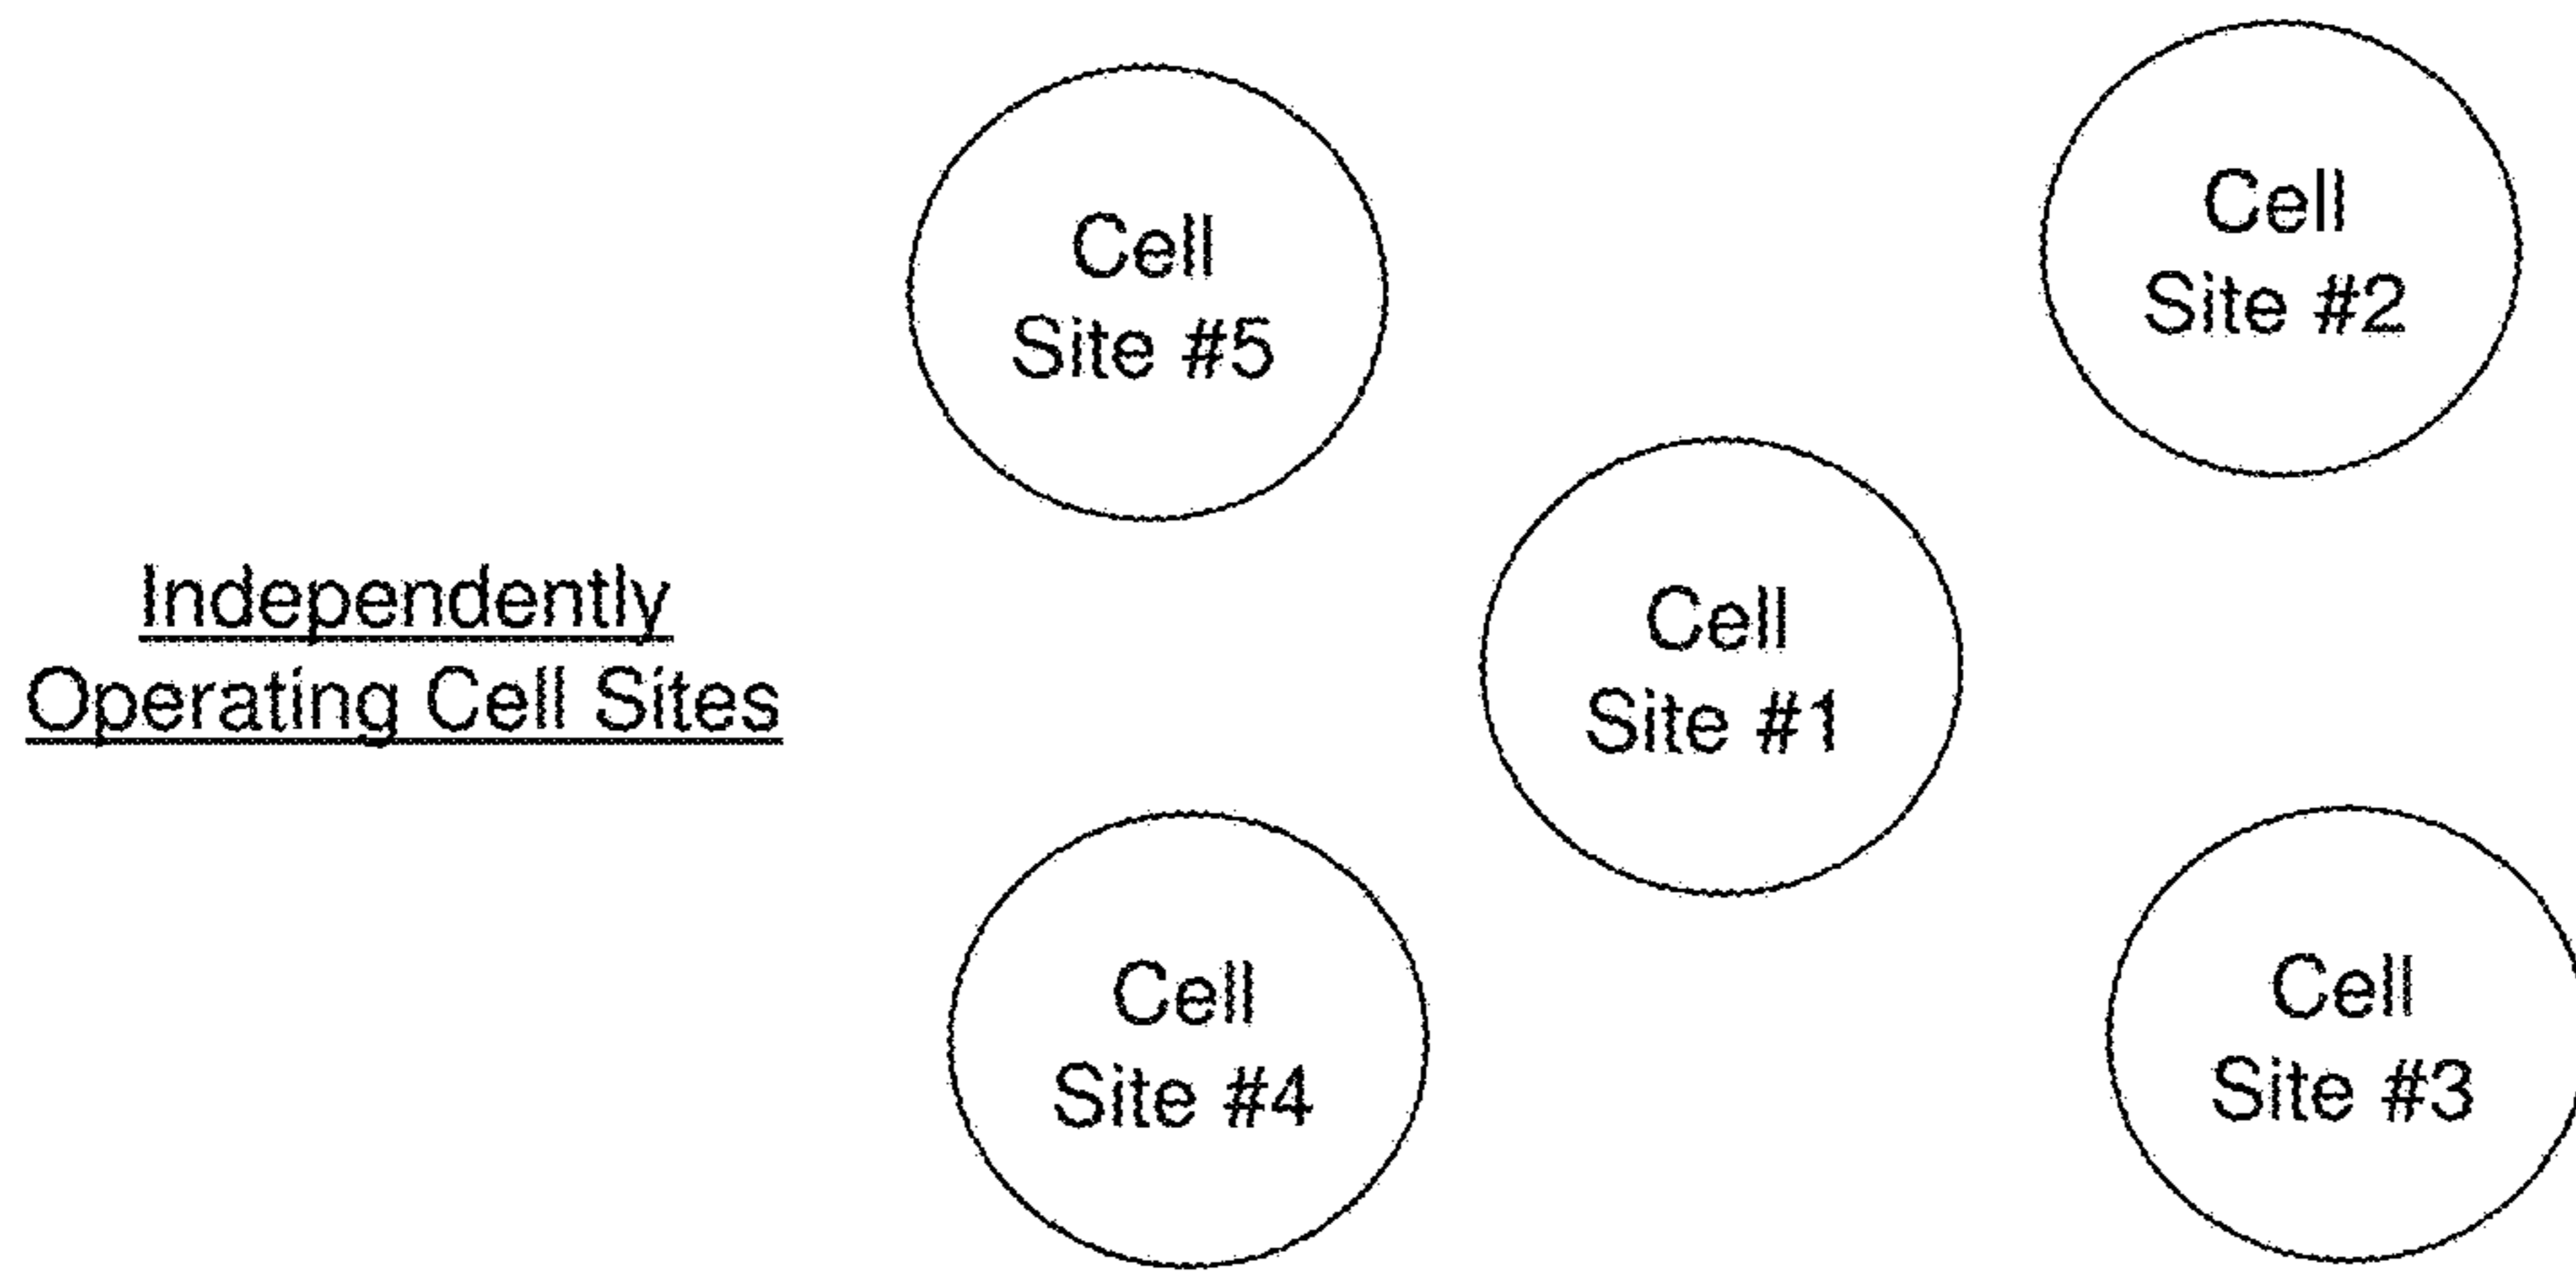 Cell
Site #5
Cell
Site #2
Independently
Operating Cell Sites
Cell
Site #1
Cell
Site #4
Cell
Site #3